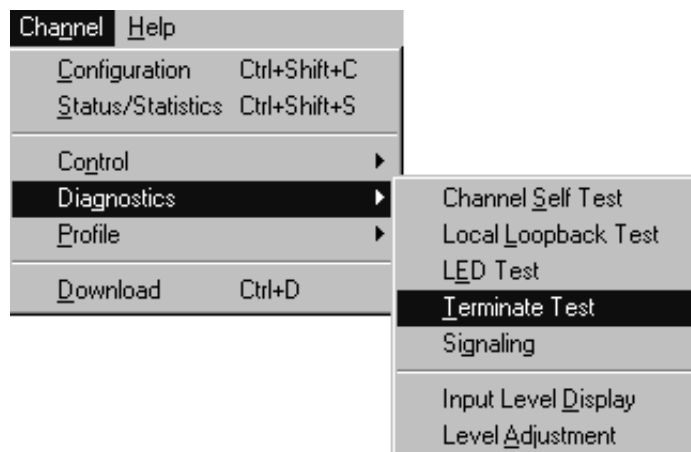 Channel Help
Configuration Ctrl+Shift+C
Status/Statistics Ctrl+Shift+S
Control
Diagnostics
Profile
Download Ctrl+D
Channel Self Test
Local Loopback Test
LED Test
Terminate Test
Signaling
Input Level Display
Level Adjustment